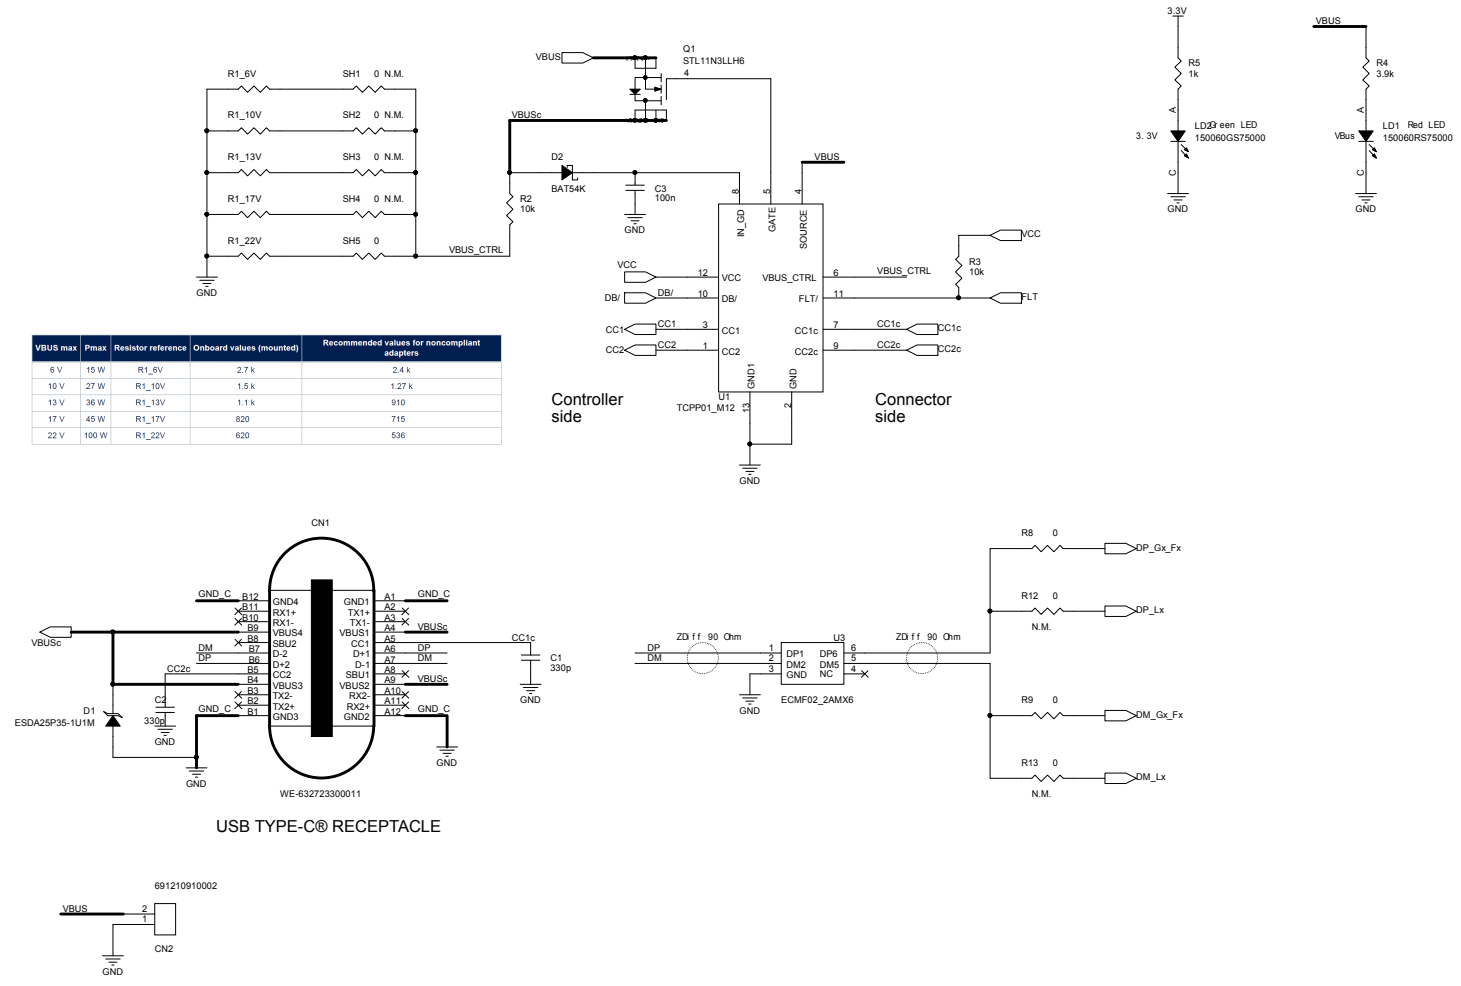 3.3V
VBUS
R5
1k
R4
3.9k
A
A
LD2 Green LED
150060GS75000
3. 3V
LD1 Red LED
150060RS75000
VBus
C
C
GND
GND
R1_6V
SH1 0 N.M.
R1_10V
SH2 0 N.M.
R1_13V
SH3 0 N.M.
R1_17V
SH4 0 N.M.
R1_22V
SH5 0
VBUS_CTRL
GND
VBUS
Q1
STL11N3LLH6
4
VBUSc
D2
BAT54K
R2
10k
C3
100n
GND
VBUS
8
5
4
IN_GD
GATE
SOURCE
VCC
12
VCC
DB/
DB/
10
DB/
CC1
CC1
3
CC1
CC2
CC2
1
CC2
VBUS_CTRL
6
VBUS_CTRL
FLT/
11
FLT
R3
10k
VCC
CC1c
7
CC1c
CC1c
CC2c
9
CC2c
CC2c
GND1
GND
13
2
U1
TCPP01_M12
GND
Controller
side
Connector
side
VBUS max Pmax Resistor reference Onboard values (mounted) Recommended values for noncompliant
adapters
6 V 15 W R1_6V 2.7 k 2.4 k
10 V 27 W R1_10V 1.5 k 1.27 k
13 V 36 W R1_13V 1.1 k 910
17 V 45 W R1_17V 820 715
22 V 100 W R1_22V 620 536
CN1
GND_C B12 GND4 GND1 A1 GND_C
B11 RX1+ TX1+ A2
B10 RX1- TX1- A3
B9 VBUS4 VBUS1 A4 VBUSc
VBUSc
B8 SBU2 CC1 A5 CC1c
DM B7 D-2 D+1 A6 DP
DP B6 D+2 D-1 A7 DM
CC2c B5 CC2 SBU1 A8
B4 VBUS3 VBUS2 A9 VBUSc
B3 TX2- RX2- A10
B2 TX2+ RX2+ A11
GND_C B1 GND3 GND2 A12 GND_C
C1
330p
GND
C2
330p
GND
D1
ESDA25P35-1U1M
GND
GND
WE-632723300011
USB TYPE-C® RECEPTACLE
ZDiff 90 Ohm
DP
DM
1 DP1
2 DM2
3 GND
U3
DP6 6
DM5 5
NC 4
ZDiff 90 Ohm
GND
ECMF02_2AMX6
R8 0
DP_Gx_Fx
R12 0
DP_Lx
N.M.
R9 0
DM_Gx_Fx
R13 0
DM_Lx
N.M.
691210910002
VBUS
2
1
CN2
GND